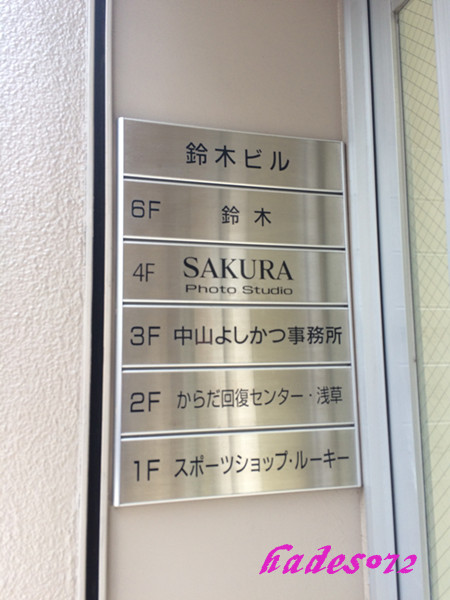 鈴木ビル
6F 鈴木
4F SAKURA
Photo Studio
3F 中山よしかつ事務所
2F からだ回復センター・浅草
1F スポーツショップ・ルーキー
hades072